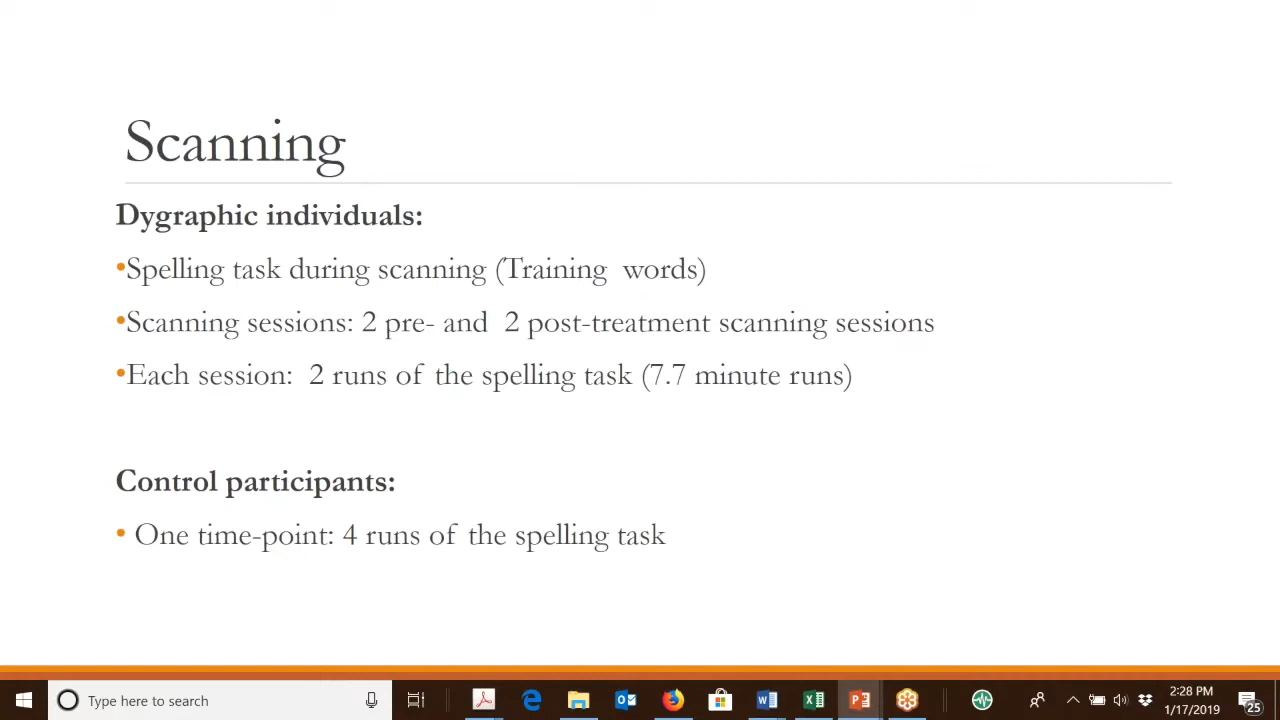 Scanning
Dygraphic individuals:
•Spelling task during scanning (Training words)
•Scanning sessions: 2 pre- and 2 post-treatment scanning sessions
•Each session: 2 runs of the spelling task (7.7 minute runs)
Control participants:
• One time-point: 4 runs of the spelling task
Type here to search
2:28 PM
1/17/2019
25